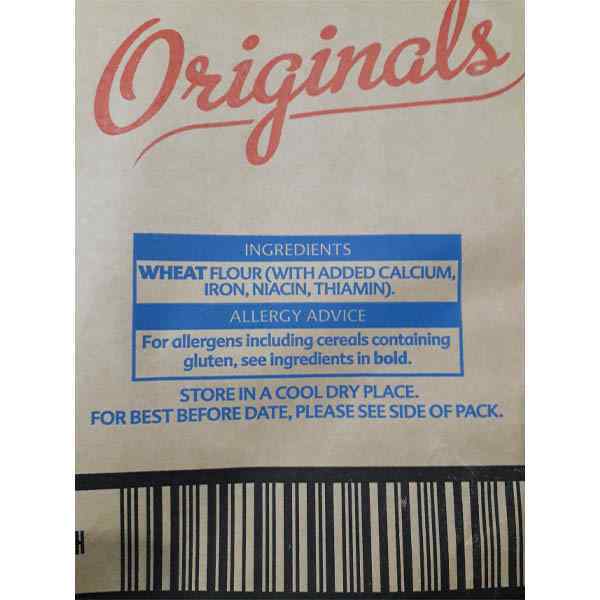 Originals
INGREDIENTS
WHEAT FLOUR (WITH ADDED CALCIUM,
IRON, NIACIN, THIAMIN).
ALLERGY ADVICE
For allergens including cereals containing
gluten, see ingredients in bold.
STORE IN A COOL DRY PLACE.
FOR BEST BEFORE DATE, PLEASE SEE SIDE OF PACK.
H